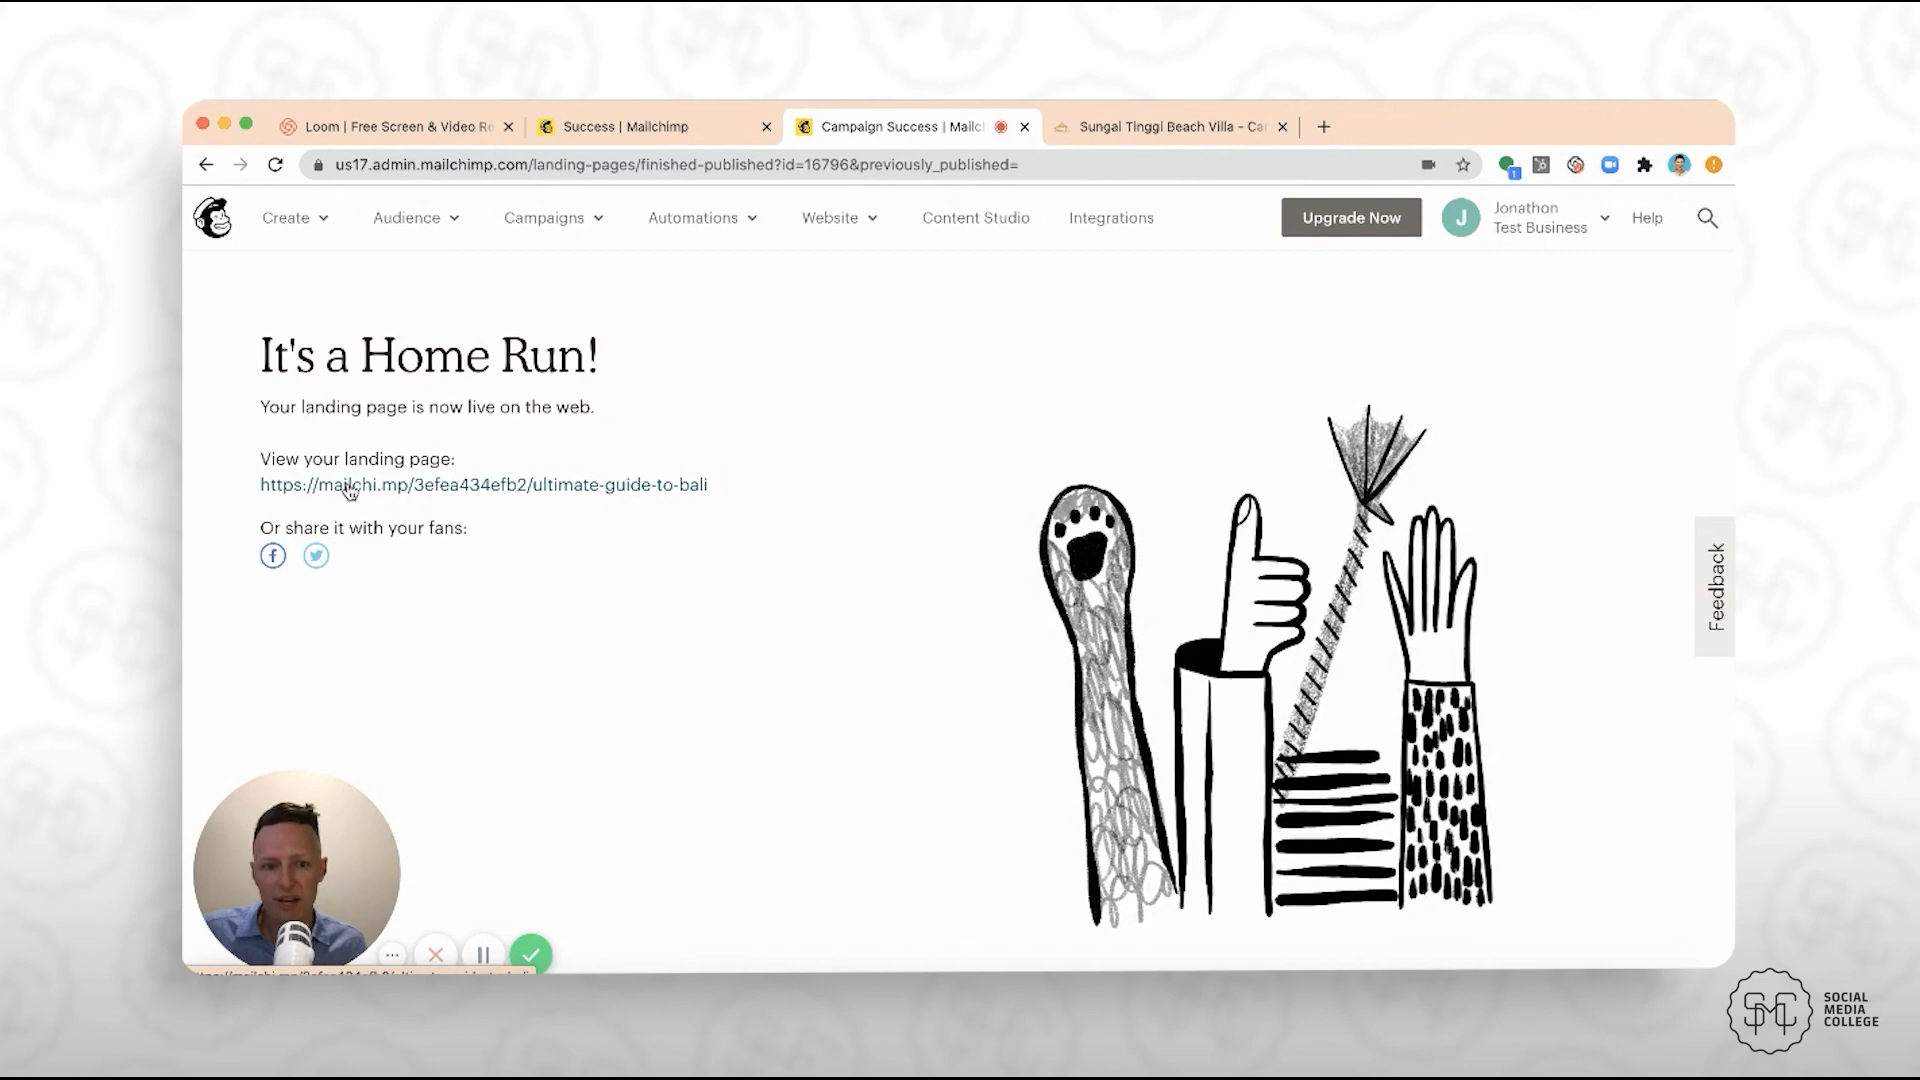 Loom | Free Screen & Video Re
Success | Mailchimp
Campaign Success | Mailc
Sungai Tinggi Beach Villa - Ca
us17.admin.mailchimp.com/landing-pages/finished-published?id=16796&previously_published=
1
Create
Audience
Campaigns
Automations
Website
Content Studio
Integrations
Upgrade Now
J
Jonathon
Test Business
Help
It's a Home Run!
Your landing page is now live on the web.
View your landing page:
https://mailchi.mp/3efea434efb2/ultimate-guide-to-bali
Or share it with your fans:
Feedback
SMC
SOCIAL
MEDIA
COLLEGE